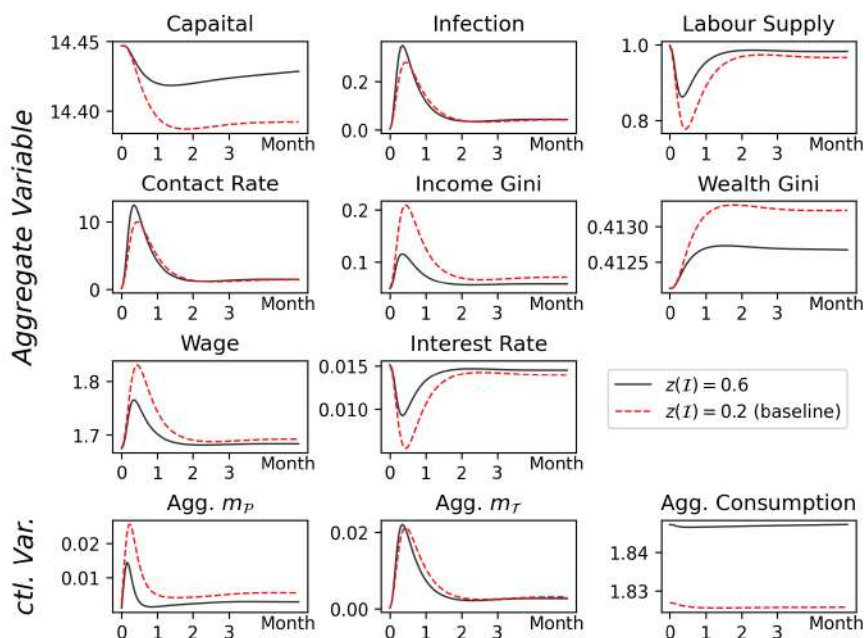 Capaital Infection Labour Supply
14.45 0.2 1.0
14.40 0.0 0.8
0 1 2 3 Month 0 1 2 3 Month 0 1 2 3 Month
Aggregate Variable
Contact Rate Income Gini Wealth Gini
10 0.2 0.4130
0 0.1 0.4125
0 1 2 3 Month 0 1 2 3 Month 0 1 2 3 Month
Wage Interest Rate
1.8 0.015
1.7 0.010
0 1 2 3 Month 0 1 2 3 Month
z(I) = 0.6
z(I) = 0.2 (baseline)
ctl. Var.
Agg. m_P Agg. m_T Agg. Consumption
0.02 0.02 1.84
0.01 0.00 1.83
0 1 2 3 Month 0 1 2 3 Month 0 1 2 3 Month